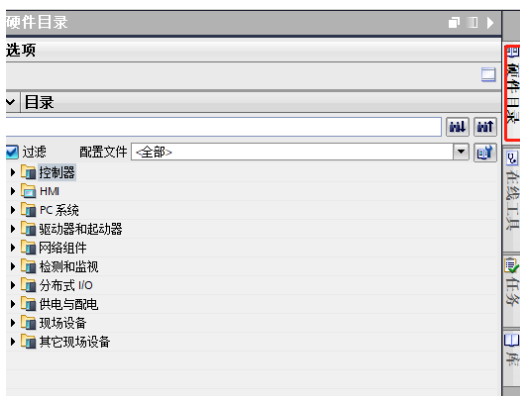 硬件目录
选项
目录
过滤 配置文件 <全部>
控制器
HMI
PC 系统
驱动器和起动器
网络组件
检测和监视
分布式 I/O
供电与配电
现场设备
其它现场设备
硬件目录
在线工具
任务
库